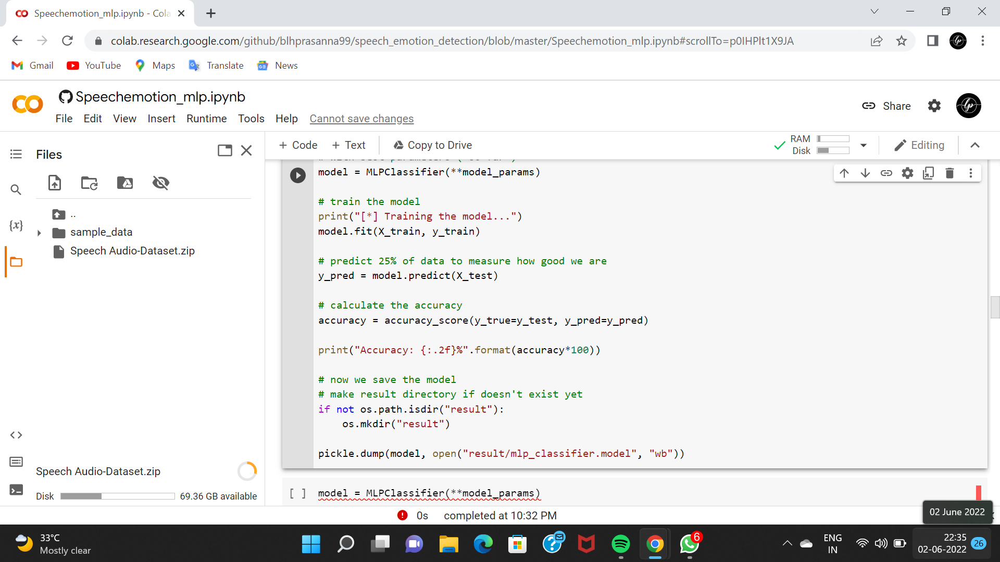 Speechemotion_mlp.ipynb - Cola
colab.research.google.com/github/blhprasanna99/speech_emotion_detection/blob/master/Speechemotion_mlp.ipynb#scrollTo=p0IHPlt1X9JA
Gmail YouTube Maps Translate News
Speechemotion_mlp.ipynb
File Edit View Insert Runtime Tools Help Cannot save changes
Share
Files
+ Code + Text Copy to Drive
RAM
Disk
Editing
..
sample_data
Speech Audio-Dataset.zip
{x}
model = MLPClassifier(**model_params)
# train the model
print("[*] Training the model...")
model.fit(X_train, y_train)
# predict 25% of data to measure how good we are
y_pred = model.predict(X_test)
# calculate the accuracy
accuracy = accuracy_score(y_true=y_test, y_pred=y_pred)
print("Accuracy: {:.2f}%".format(accuracy*100))
# now we save the model
# make result directory if doesn't exist yet
if not os.path.isdir("result"):
    os.mkdir("result")
pickle.dump(model, open("result/mlp_classifier.model", "wb"))
Speech Audio-Dataset.zip
Disk 69.36 GB available
[ ] model = MLPClassifier(**model_params)
0s completed at 10:32 PM
02 June 2022
33°C
Mostly clear
6
ENG
IN
22:35
02-06-2022
26